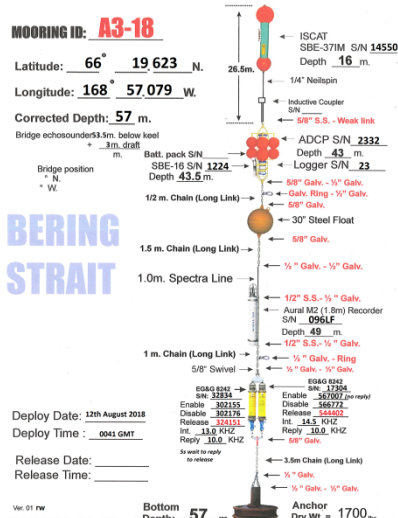 MOORING ID: A3-18
Latitude: 66° 19.623 N.
Longitude: 168° 57.079 W.
Corrected Depth: 57 m.
Bridge echosounder 53.5m. below keel
+ 3m. draft
m.
Bridge position
° N.
° W.
BERING
STRAIT
Deploy Date: 12th August 2018
Deploy Time : 0041 GMT
Release Date:
Release Time:
Ver. 01 rw
26.5m.
ISCAT
SBE-37IM S/N 14550
Depth 16 m.
1/4" Neilspin
Inductive Coupler
S/N
5/8" S.S. - Weak link
ADCP S/N 2332
Depth 43 m.
Logger S/N 23
Batt. pack S/N
SBE-16 S/N 1224
Depth 43.5 m.
5/8" Galv. - ½" Galv.
Galv. Ring - ½" Galv.
5/8" Galv.
1/2 m. Chain (Long Link)
30" Steel Float
5/8" Galv.
1.5 m. Chain (Long Link)
½ " Galv. - ½" Galv.
1.0m. Spectra Line
1/2" S.S.- ½ " Galv.
Aural M2 (1.8m) Recorder
S/N 096LF
Depth 49 m.
1/2" S.S.- ½ " Galv.
1 m. Chain (Long Link)
½ " Galv. - Ring
5/8" Swivel
½ " Galv. - ½" Galv.
EG&G 8242
S/N: 32834
Enable 302155
Disable 302176
Release 324151
Int. 13.0 KHZ
Reply 10.0 KHZ
5s wait to reply
to release
EG&G 8242
S/N: 17304
Enable 567007 (no reply)
Disable 566772
Release 544402
Int. 14.5 KHZ
Reply 10.0 KHZ
5/8" Galv.
3.5m Chain (Long Link)
½ " Galv.
½ " Galv. - ½" Galv.
Bottom
Depth: 57
Anchor
Dry Wt. = 1700